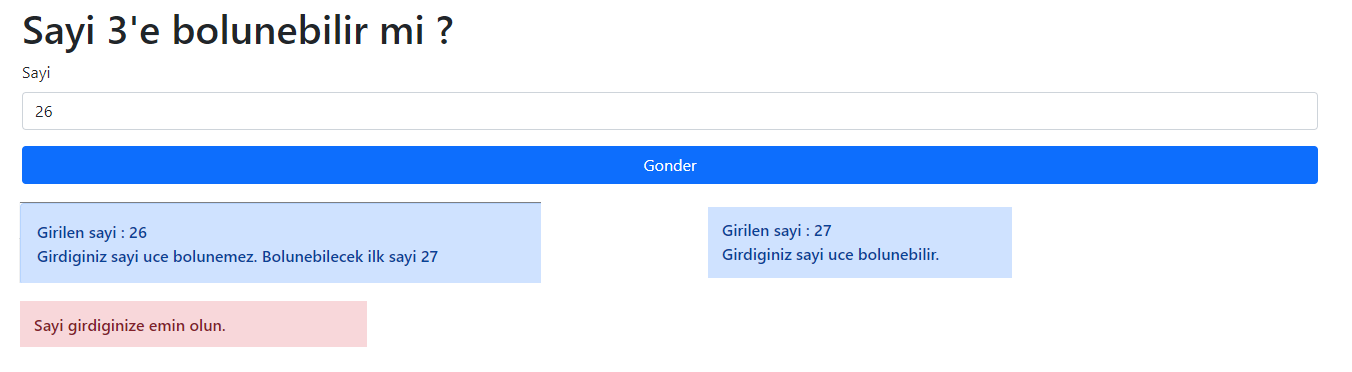 Sayi 3'e bolunebilir mi ?
Sayi
26
Gonder
Girilen sayi : 26
Girdiginiz sayi uce bolunemez. Bolunebilecek ilk sayi 27
Girilen sayi : 27
Girdiginiz sayi uce bolunebilir.
Sayi girdiginize emin olun.